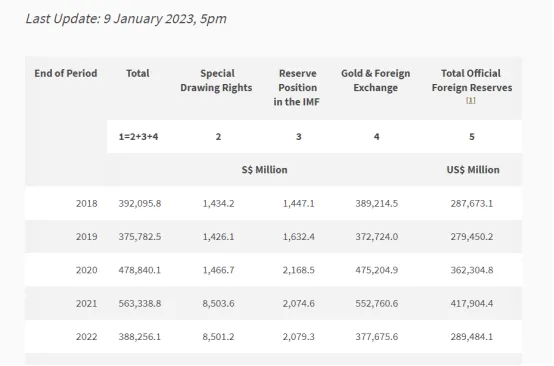 Last Update: 9 January 2023, 5pm
End of Period Total Special Drawing Rights Reserve Position in the IMF Gold & Foreign Exchange Total Official Foreign Reserves [1]
1=2+3+4 2 3 4 5
S$ Million US$ Million
2018 392,095.8 1,434.2 1,447.1 389,214.5 287,673.1
2019 375,782.5 1,426.1 1,632.4 372,724.0 279,450.2
2020 478,840.1 1,466.7 2,168.5 475,204.9 362,304.8
2021 563,338.8 8,503.6 2,074.6 552,760.6 417,904.4
2022 388,256.1 8,501.2 2,079.3 377,675.6 289,484.1